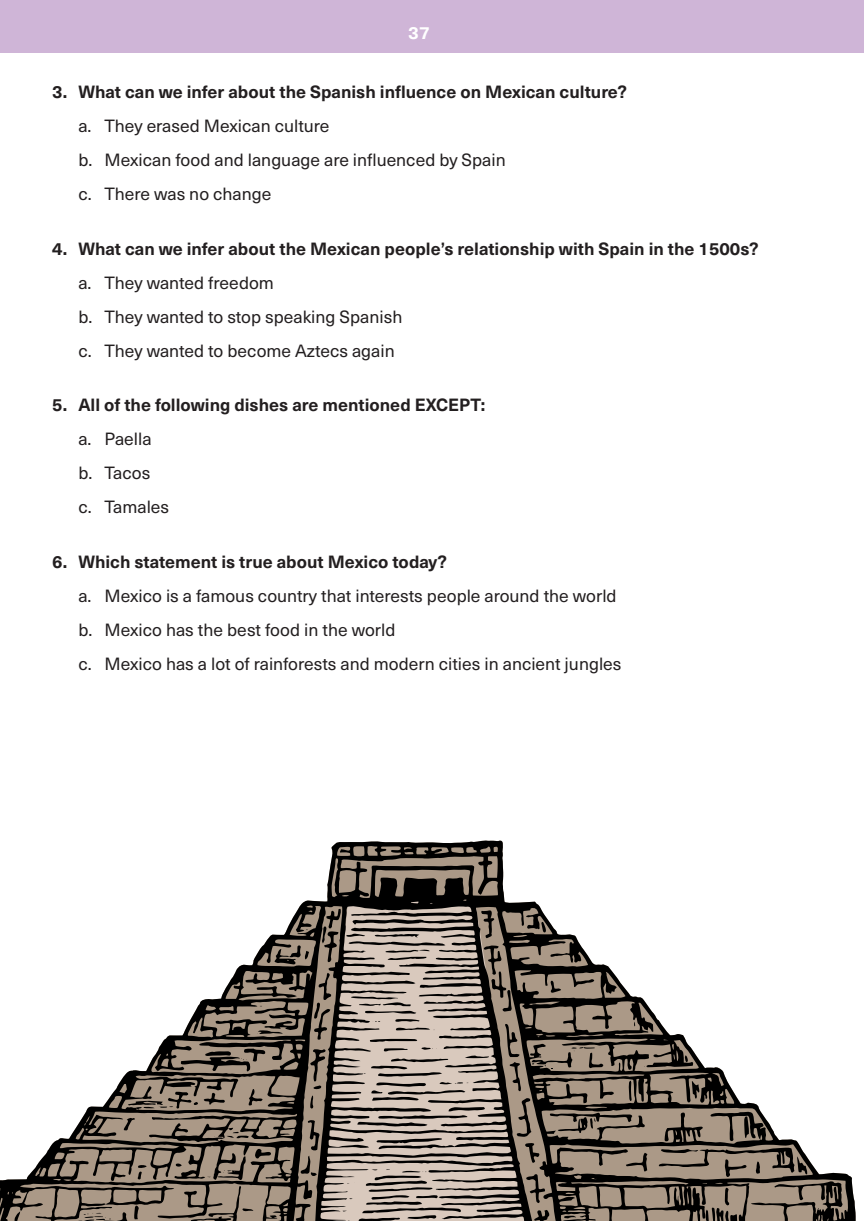 37
3. What can we infer about the Spanish influence on Mexican culture?
a. They erased Mexican culture
b. Mexican food and language are influenced by Spain
c. There was no change
4. What can we infer about the Mexican people’s relationship with Spain in the 1500s?
a. They wanted freedom
b. They wanted to stop speaking Spanish
c. They wanted to become Aztecs again
5. All of the following dishes are mentioned EXCEPT:
a. Paella
b. Tacos
c. Tamales
6. Which statement is true about Mexico today?
a. Mexico is a famous country that interests people around the world
b. Mexico has the best food in the world
c. Mexico has a lot of rainforests and modern cities in ancient jungles